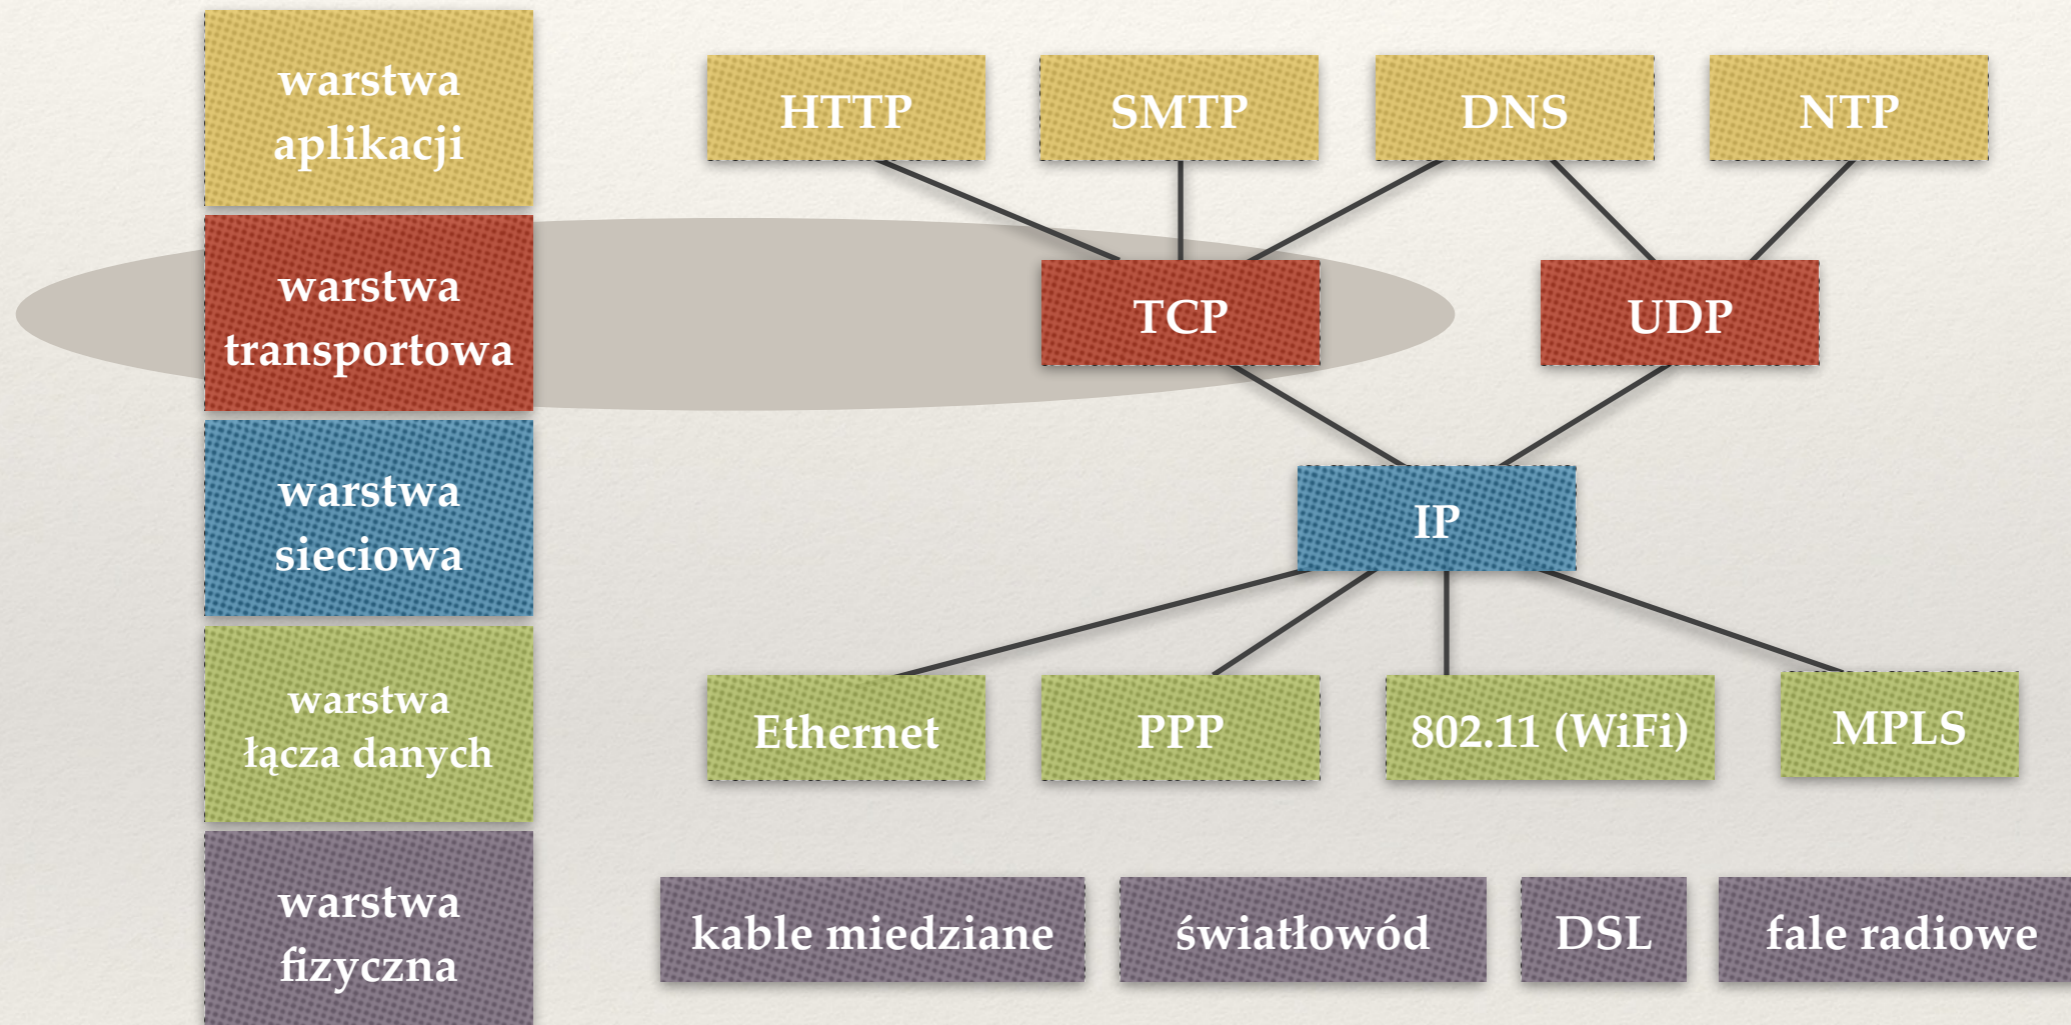 warstwa
aplikacji
HTTP
SMTP
DNS
NTP
warstwa
transportowa
TCP
UDP
warstwa
sieciowa
IP
warstwa
łącza danych
Ethernet
PPP
802.11 (WiFi)
MPLS
warstwa
fizyczna
kable miedziane
światłowód
DSL
fale radiowe